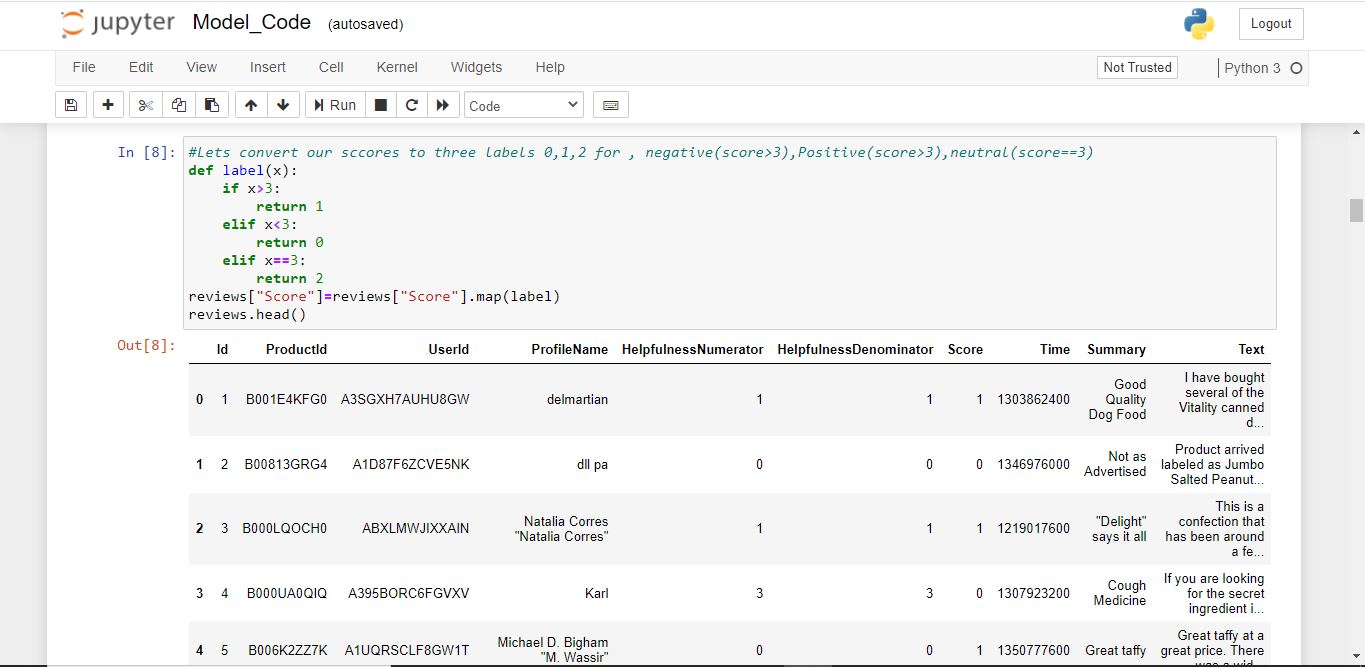 jupyter Model_Code (autosaved) Logout
File Edit View Insert Cell Kernel Widgets Help Not Trusted Python 3
Run Code
In [8]: #Lets convert our sccores to three labels 0,1,2 for , negative(score>3),Positive(score>3),neutral(score==3)
def label(x):
    if x>3:
        return 1
    elif x<3:
        return 0
    elif x==3:
        return 2
reviews["Score"]=reviews["Score"].map(label)
reviews.head()
Out[8]: Id ProductId UserId ProfileName HelpfulnessNumerator HelpfulnessDenominator Score Time Summary Text
0 1 B001E4KFG0 A3SGXH7AUHU8GW delmartian 1 1 1 1303862400 Good Quality Dog Food I have bought several of the Vitality canned d...
1 2 B00813GRG4 A1D87F6ZCVE5NK dll pa 0 0 0 1346976000 Not as Advertised Product arrived labeled as Jumbo Salted Peanut...
2 3 B000LQOCH0 ABXLMWJIXXAIN Natalia Corres "Natalia Corres" 1 1 1 1219017600 "Delight" says it all This is a confection that has been around a fe...
3 4 B000UA0QIQ A395BORC6FGVXV Karl 3 3 0 1307923200 Cough Medicine If you are looking for the secret ingredient i...
4 5 B006K2ZZ7K A1UQRSCLF8GW1T Michael D. Bigham "M. Wassir" 0 0 1 1350777600 Great taffy Great taffy at a great price. There was a wid...